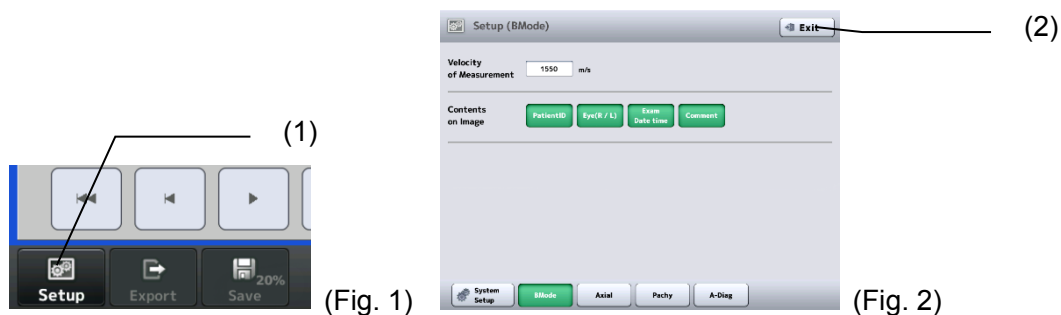 Setup (BMode)
Exit
(2)
Velocity
of Measurement
1550 m/s
Contents
on Image
PatientID
Eye(R / L)
Exam
Date time
Comment
(1)
Setup
Export
20%
Save
(Fig. 1)
System
Setup
BMode
Axial
Pachy
A-Diag
(Fig. 2)